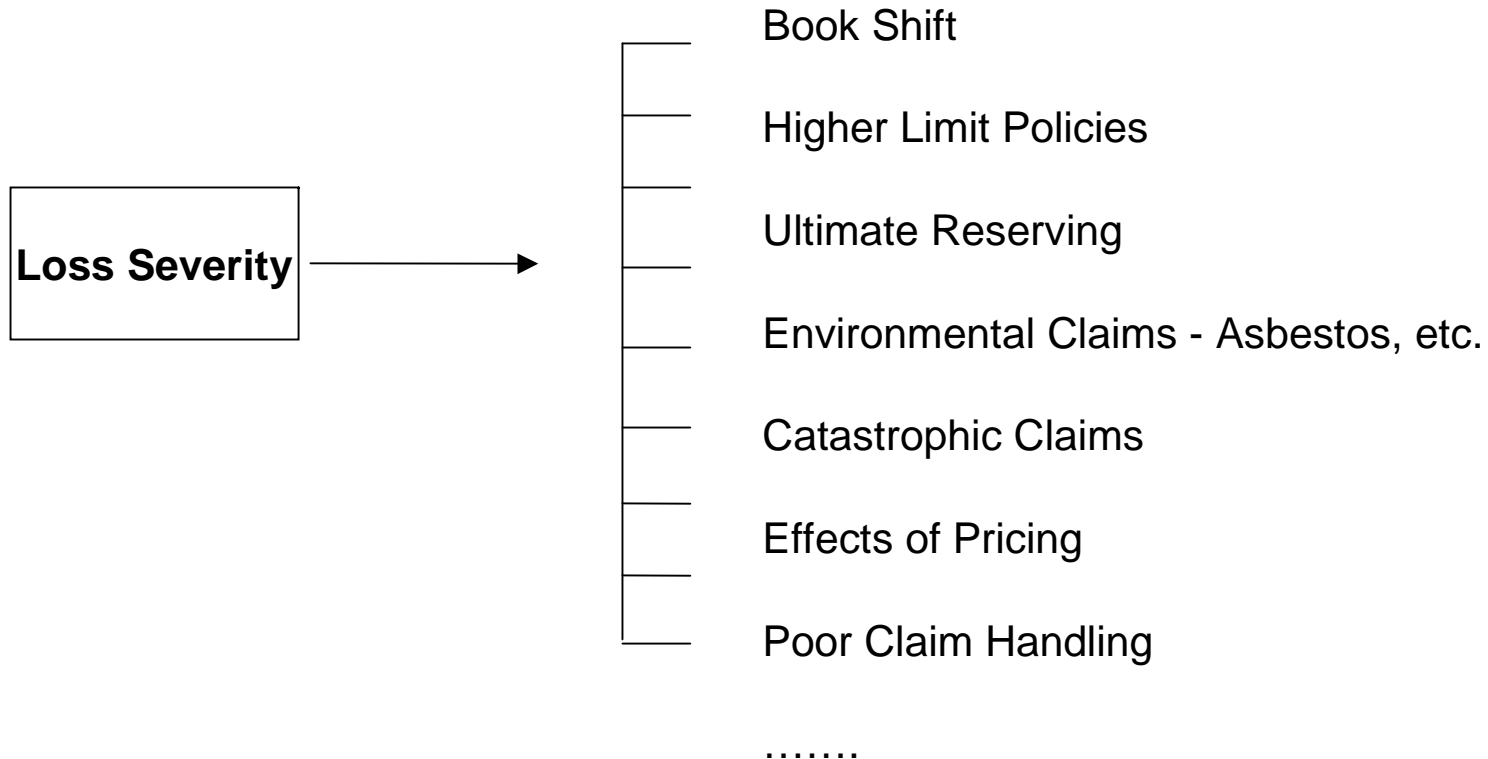 Book Shift
Higher Limit Policies
Ultimate Reserving
Loss Severity
Environmental Claims - Asbestos, etc.
Catastrophic Claims
Effects of Pricing
Poor Claim Handling
.......